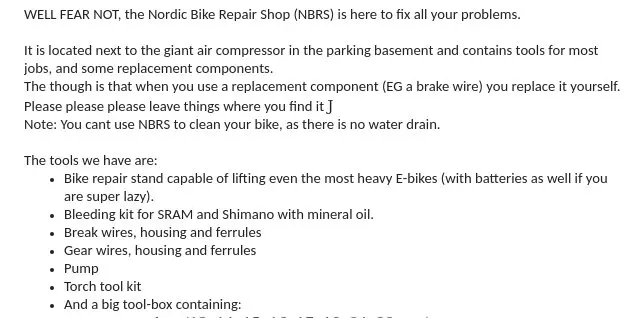 WELL FEAR NOT, the Nordic Bike Repair Shop (NBRS) is here to fix all your problems.
It is located next to the giant air compressor in the parking basement and contains tools for most
jobs, and some replacement components.
The though is that when you use a replacement component (EG a brake wire) you replace it yourself.
Please please please leave things where you find it J
Note: You cant use NBRS to clean your bike, as there is no water drain.
The tools we have are:
• Bike repair stand capable of lifting even the most heavy E-bikes (with batteries as well if you
are super lazy).
• Bleeding kit for SRAM and Shimano with mineral oil.
• Break wires, housing and ferrules
• Gear wires, housing and ferrules
• Pump
• Torch tool kit
• And a big tool-box containing: